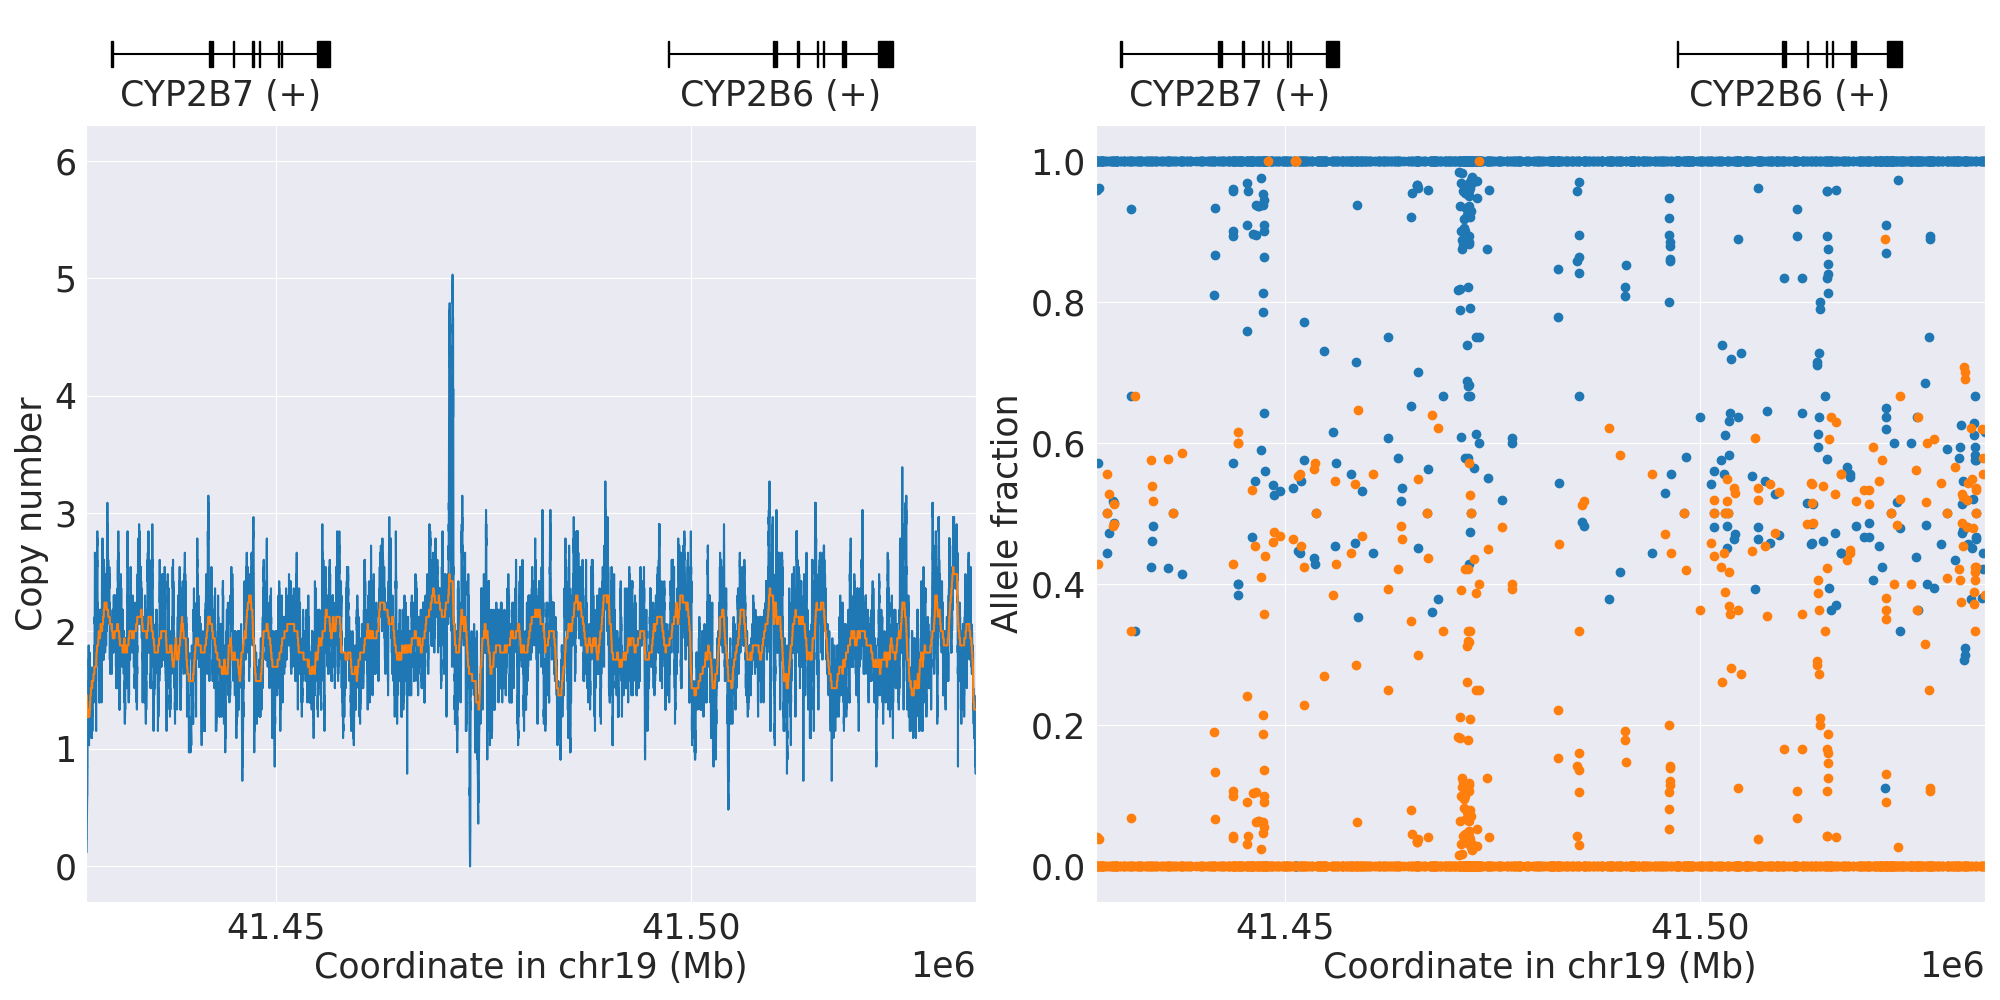 CYP2B7 (+)
CYP2B6 (+)
6
5
4
3
2
1
0
Copy number
41.45
41.50
Coordinate in chr19 (Mb)
1e6
CYP2B7 (+)
CYP2B6 (+)
1.0
0.8
0.6
0.4
0.2
0.0
Allele fraction
41.45
41.50
Coordinate in chr19 (Mb)
1e6